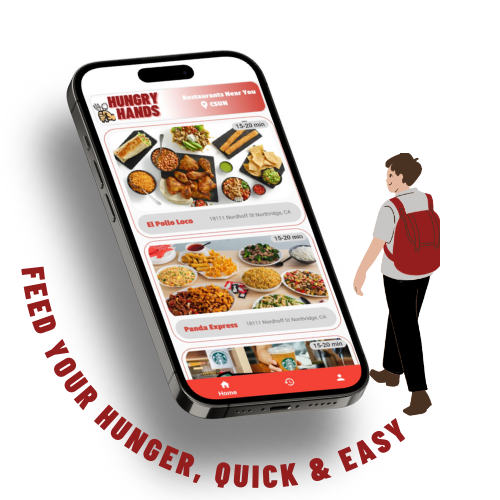 HUNGRY
HANDS
Restaurants Near You
CSUN
15-20 min
El Pollo Loco
18111 Nordhoff St Northridge, CA
15-20 min
Panda Express
18111 Nordhoff St Northridge, CA
15-20 min
Home
FEED YOUR HUNGER, QUICK & EASY